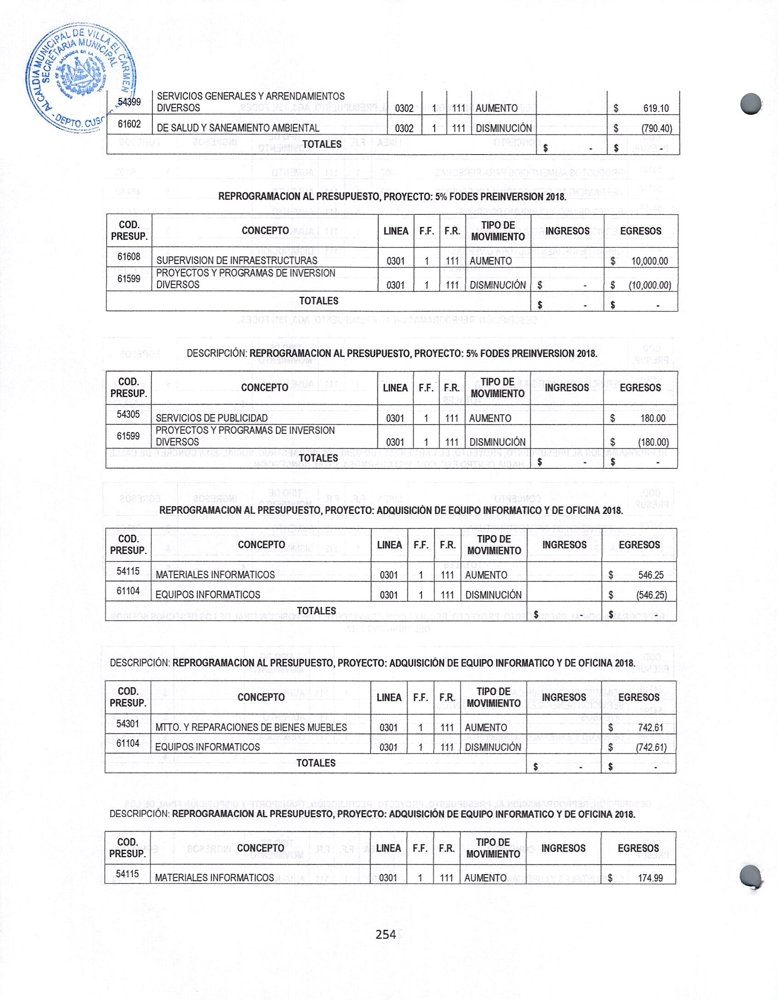 ALCALDIA MUNICIPAL DE VILLA EL CARMEN
SECRETARIA MUNICIPAL
DEPTO.
54399 SERVICIOS GENERALES Y ARRENDAMIENTOS
DIVERSOS 0302 111 AUMENTO $ 619.10
61602 DE SALUD Y SANEAMIENTO AMBIENTAL 0302 1 111 DISMINUCIÓN $ (790.40)
TOTALES $ - $ -
REPROGRAMACION AL PRESUPUESTO, PROYECTO: 5% FODES PREINVERSION 2018.
COD. PRESUP. CONCEPTO LINEA F.F. F.R. TIPO DE MOVIMIENTO INGRESOS EGRESOS
61608 SUPERVISION DE INFRAESTRUCTURAS 0301 1 111 AUMENTO $ 10,000.00
61599 PROYECTOS Y PROGRAMAS DE INVERSION
DIVERSOS 0301 1 111 DISMINUCIÓN $ - $ (10,000.00)
TOTALES $ - $ -
DESCRIPCIÓN: REPROGRAMACION AL PRESUPUESTO, PROYECTO: 5% FODES PREINVERSION 2018.
COD. PRESUP. CONCEPTO LINEA F.F. F.R. TIPO DE MOVIMIENTO INGRESOS EGRESOS
54305 SERVICIOS DE PUBLICIDAD 0301 1 111 AUMENTO $ 180.00
61599 PROYECTOS Y PROGRAMAS DE INVERSION
DIVERSOS 0301 1 111 DISMINUCIÓN $ (180.00)
TOTALES $ - $ -
REPROGRAMACION AL PRESUPUESTO, PROYECTO: ADQUISICIÓN DE EQUIPO INFORMATICO Y DE OFICINA 2018.
COD. PRESUP. CONCEPTO LINEA F.F. F.R. TIPO DE MOVIMIENTO INGRESOS EGRESOS
54115 MATERIALES INFORMATICOS 0301 1 111 AUMENTO $ 546.25
61104 EQUIPOS INFORMATICOS 0301 1 111 DISMINUCIÓN $ (546.25)
TOTALES $ - $ -
DESCRIPCIÓN: REPROGRAMACION AL PRESUPUESTO, PROYECTO: ADQUISICIÓN DE EQUIPO INFORMATICO Y DE OFICINA 2018.
COD. PRESUP. CONCEPTO LINEA F.F. F.R. TIPO DE MOVIMIENTO INGRESOS EGRESOS
54301 MTTO. Y REPARACIONES DE BIENES MUEBLES 0301 1 111 AUMENTO $ 742.61
61104 EQUIPOS INFORMATICOS 0301 1 111 DISMINUCIÓN $ (742.61)
TOTALES $ - $ -
DESCRIPCIÓN: REPROGRAMACION AL PRESUPUESTO, PROYECTO: ADQUISICIÓN DE EQUIPO INFORMATICO Y DE OFICINA 2018.
COD. PRESUP. CONCEPTO LINEA F.F. F.R. TIPO DE MOVIMIENTO INGRESOS EGRESOS
54115 MATERIALES INFORMATICOS 0301 1 111 AUMENTO $ 174.99
254